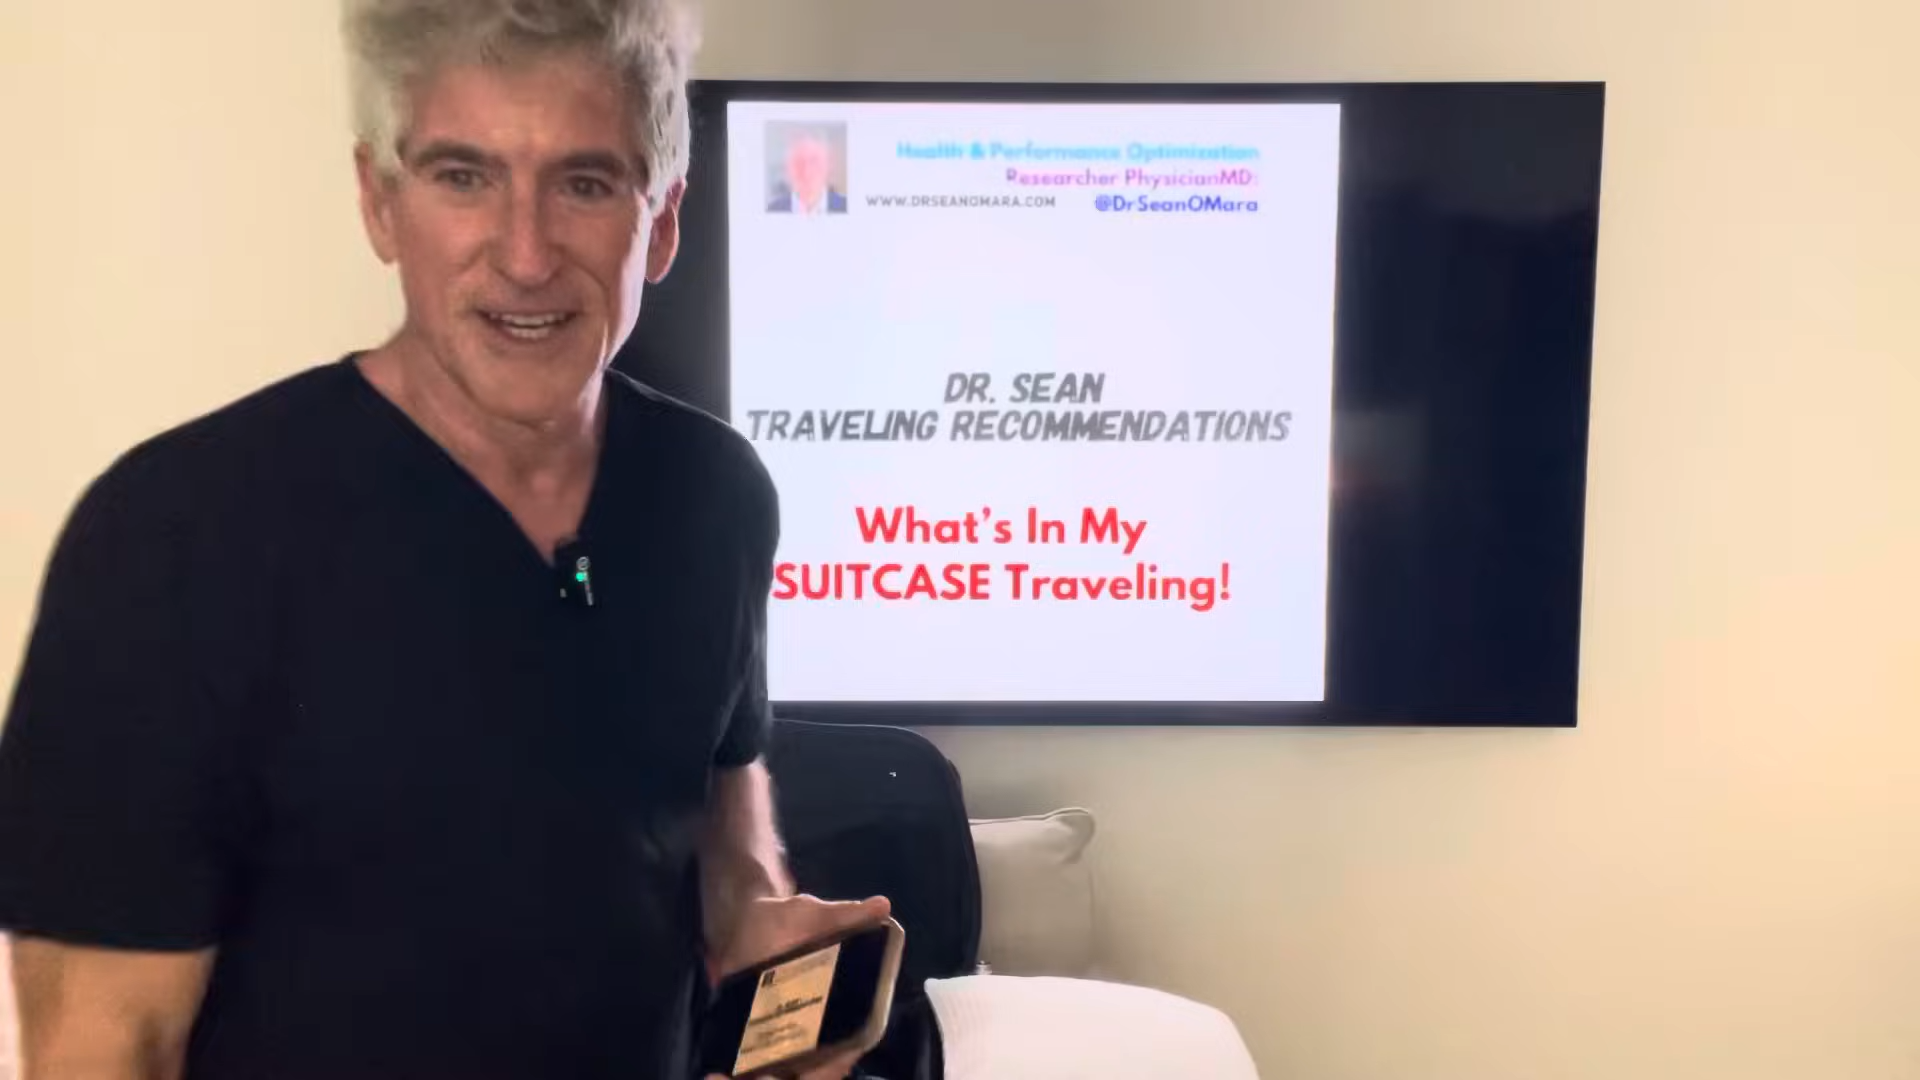 Health & Performance Optimization
Researcher PhysicianMD:
WWW.DRSEANOMARA.COM @DrSeanOMara
DR. SEAN
TRAVELING RECOMMENDATIONS
What's In My
SUITCASE Traveling!